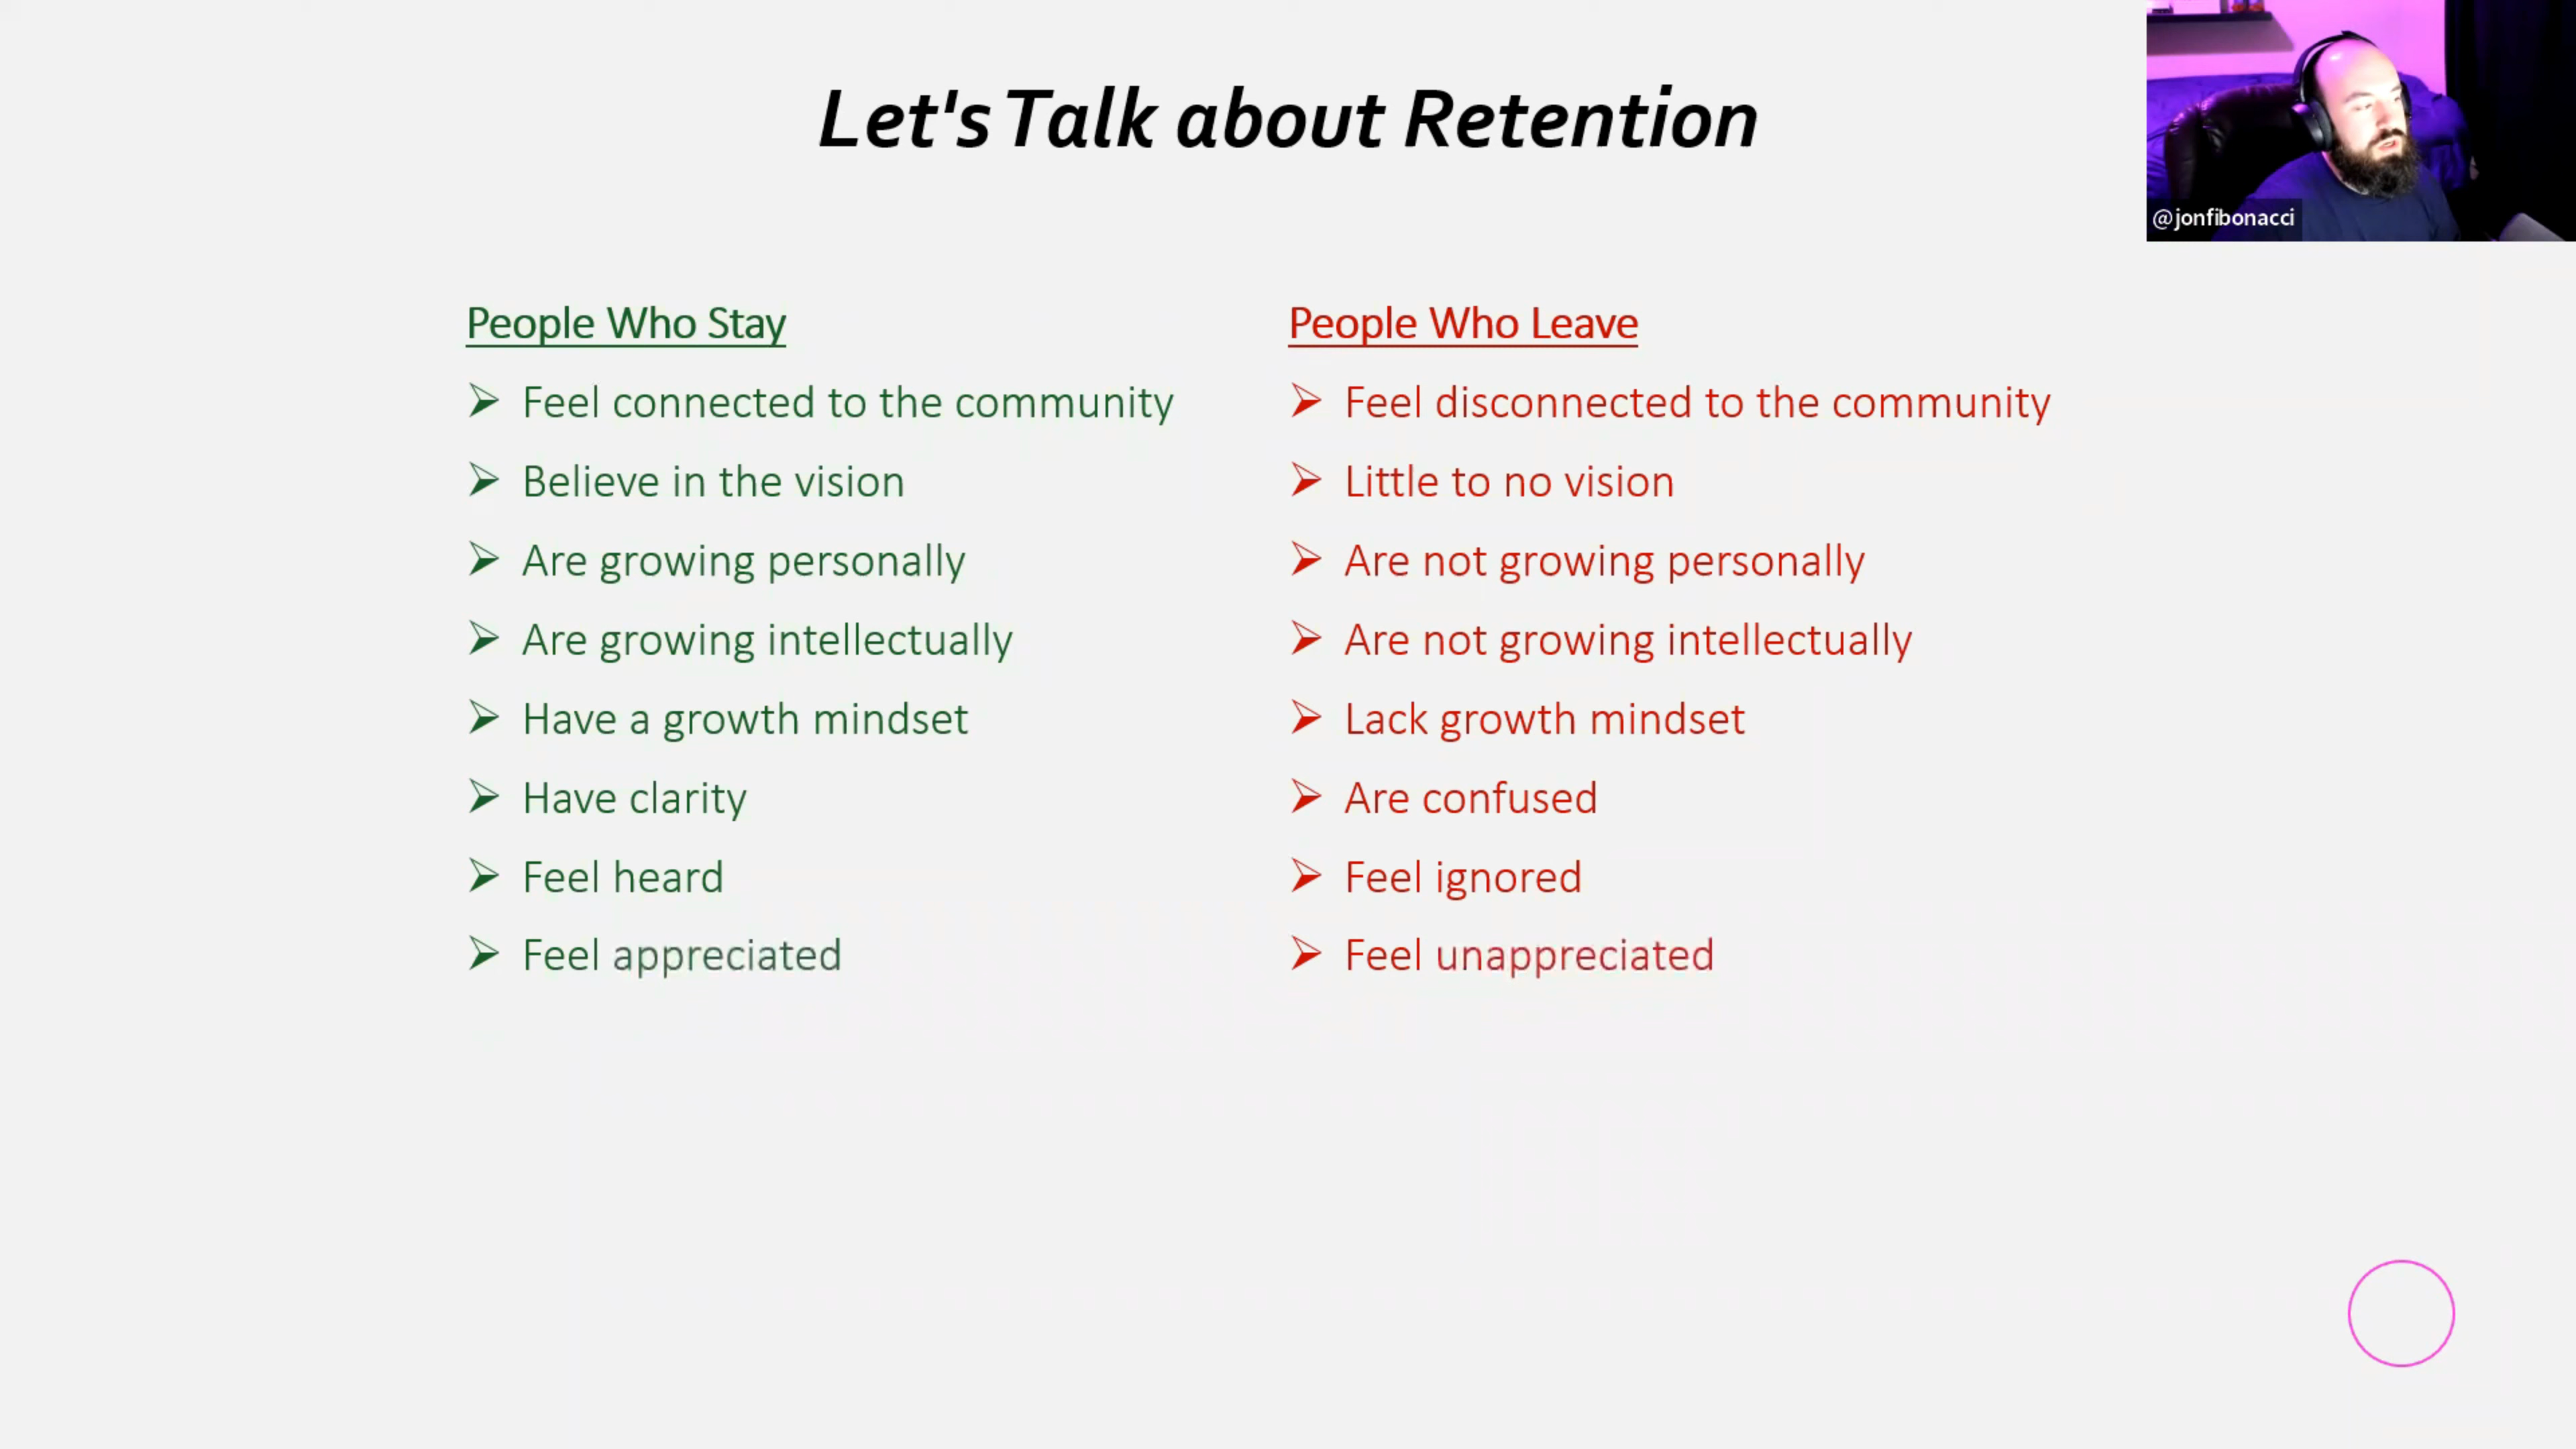 Let's Talk about Retention
@jonfibonacci
People Who Stay
Feel connected to the community
Believe in the vision
Are growing personally
Are growing intellectually
Have a growth mindset
Have clarity
Feel heard
Feel appreciated
People Who Leave
Feel disconnected to the community
Little to no vision
Are not growing personally
Are not growing intellectually
Lack growth mindset
Are confused
Feel ignored
Feel unappreciated